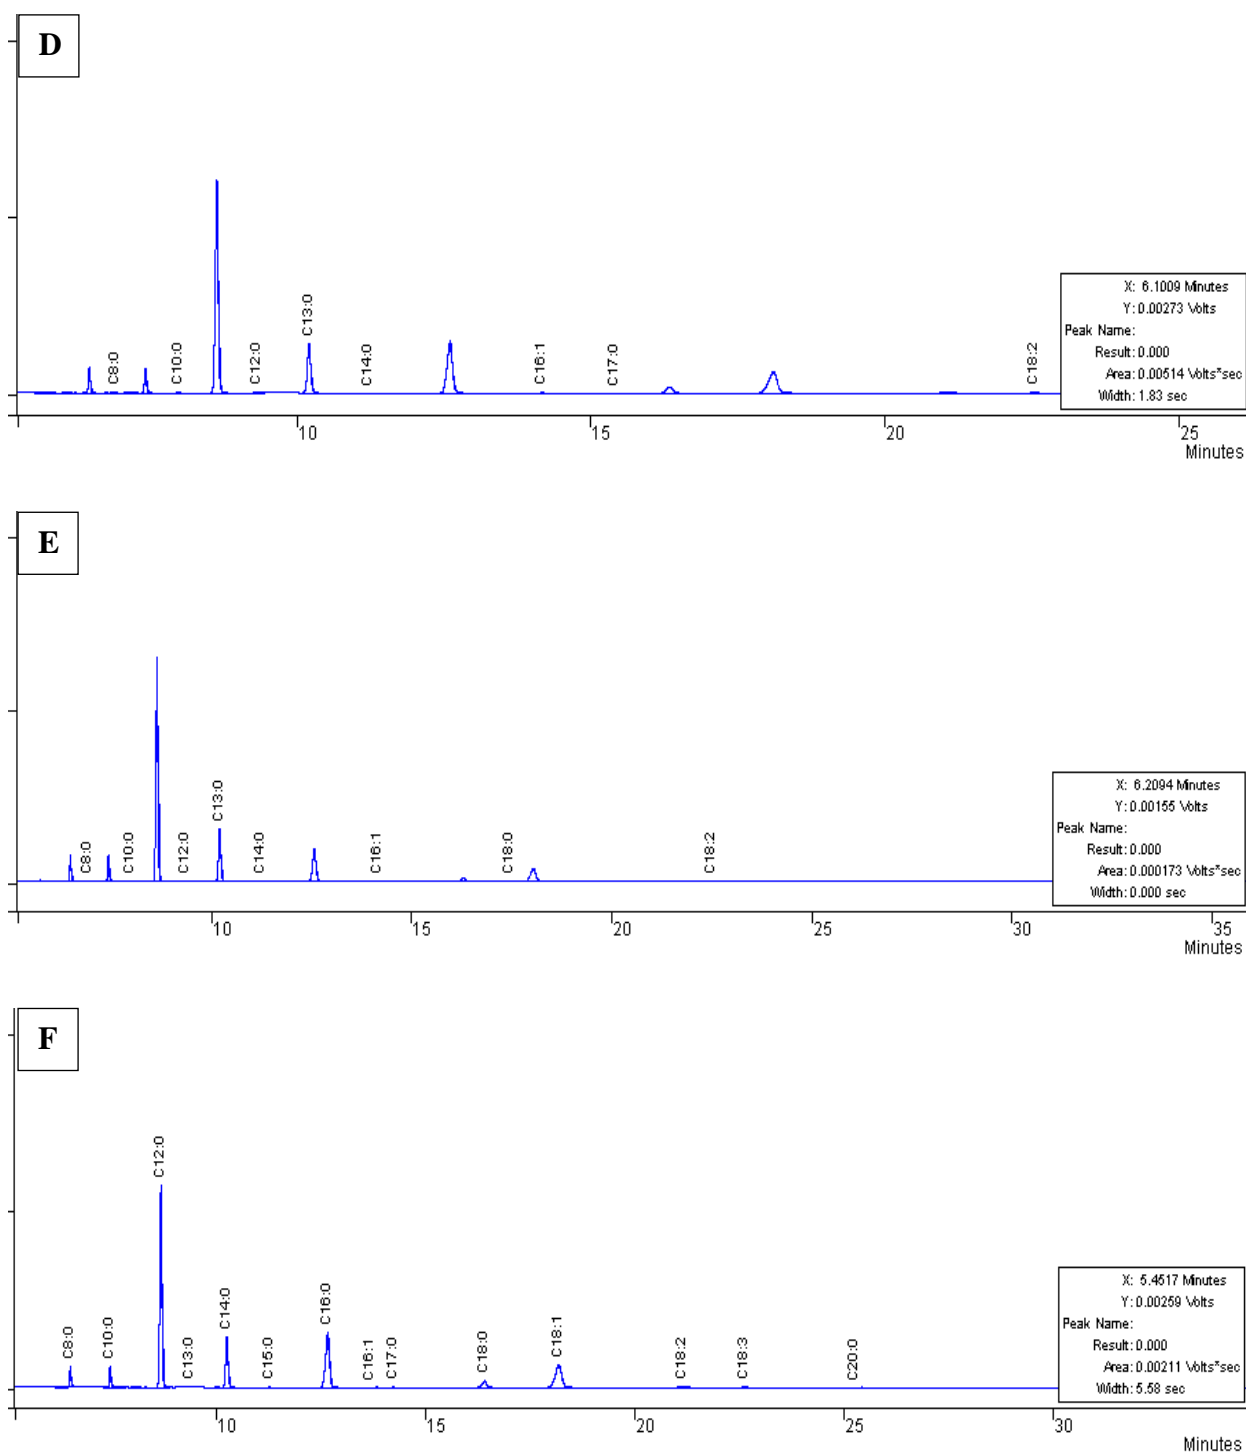 D
C8:0
C10:0
C12:0
C13:0
C14:0
C16:1
C17:0
C18:2
X: 6.1009 Minutes
Y: 0.00273 Volts
Peak Name:
Result: 0.000
Area: 0.00514 Volts*sec
Width: 1.83 sec
10 15 20 25
Minutes
E
C8:0
C10:0
C12:0
C13:0
C14:0
C16:1
C18:0
C18:2
X: 6.2094 Minutes
Y: 0.00155 Volts
Peak Name:
Result: 0.000
Area: 0.000173 Volts*sec
Width: 0.000 sec
10 15 20 25 30 35
Minutes
F
C8:0
C10:0
C12:0
C13:0
C14:0
C15:0
C16:0
C16:1
C17:0
C18:0
C18:1
C18:2
C18:3
C20:0
X: 5.4517 Minutes
Y: 0.00259 Volts
Peak Name:
Result: 0.000
Area: 0.00211 Volts*sec
Width: 5.58 sec
10 15 20 25 30
Minutes